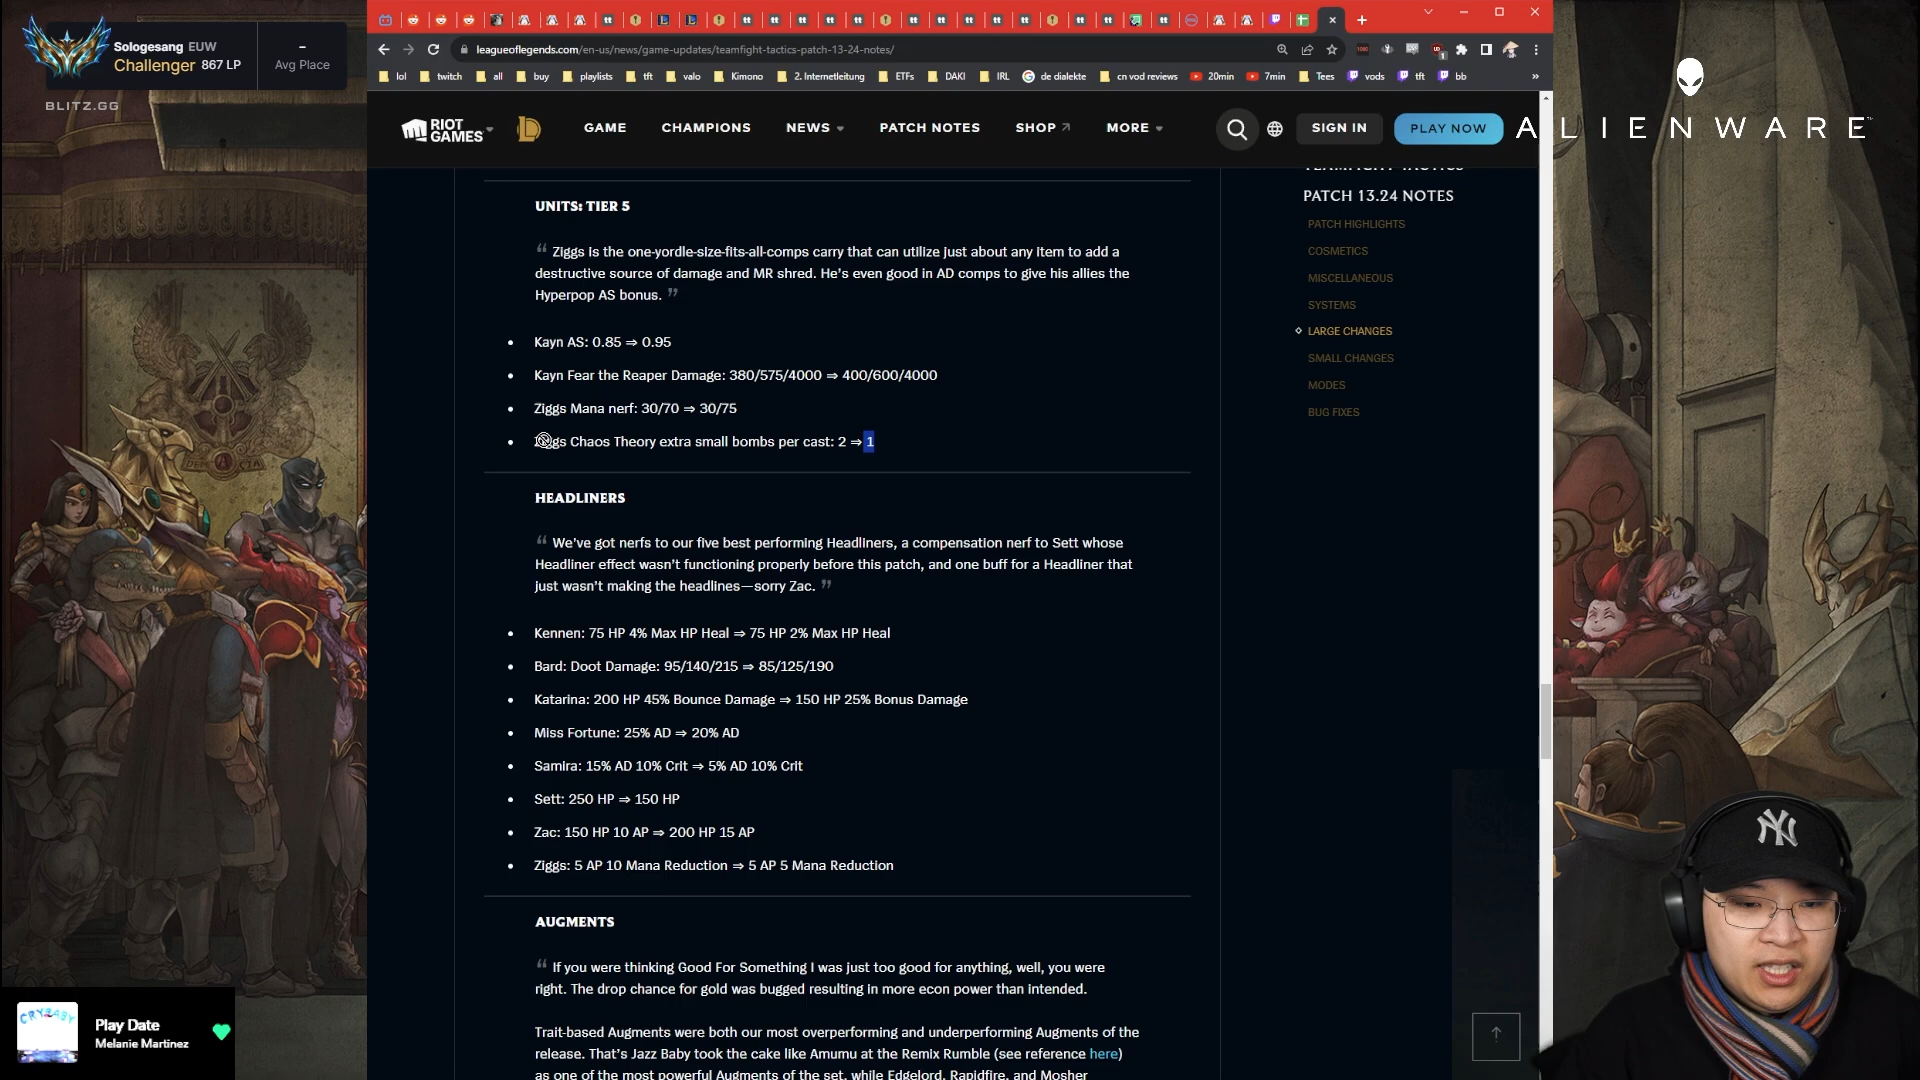 Sologesang EUW
Challenger 867 LP
–
Avg Place
BLITZ.GG
leagueoflegends.com/en-us/news/game-updates/teamfight-tactics-patch-13-24-notes/
lol
twitch
all
buy
playlists
tft
valo
Kimono
2. Internetleitung
ETFs
DAKI
IRL
de dialekte
cn vod reviews
20min
7min
Tees
vods
tft
bb
»
RIOT GAMES
GAME
CHAMPIONS
NEWS
PATCH NOTES
SHOP
MORE
SIGN IN
PLAY NOW
ALIENWARE
TEAMFIGHT TACTICS
PATCH 13.24 NOTES
PATCH HIGHLIGHTS
COSMETICS
MISCELLANEOUS
SYSTEMS
LARGE CHANGES
SMALL CHANGES
MODES
BUG FIXES
UNITS: TIER 5
“ Ziggs is the one-yordle-size-fits-all-comps carry that can utilize just about any item to add a
destructive source of damage and MR shred. He’s even good in AD comps to give his allies the
Hyperpop AS bonus. ”
• Kayn AS: 0.85 ⇒ 0.95
• Kayn Fear the Reaper Damage: 380/575/4000 ⇒ 400/600/4000
• Ziggs Mana nerf: 30/70 ⇒ 30/75
• Ziggs Chaos Theory extra small bombs per cast: 2 ⇒ 1
HEADLINERS
“ We’ve got nerfs to our five best performing Headliners, a compensation nerf to Sett whose
Headliner effect wasn’t functioning properly before this patch, and one buff for a Headliner that
just wasn’t making the headlines—sorry Zac. ”
• Kennen: 75 HP 4% Max HP Heal ⇒ 75 HP 2% Max HP Heal
• Bard: Doot Damage: 95/140/215 ⇒ 85/125/190
• Katarina: 200 HP 45% Bounce Damage ⇒ 150 HP 25% Bonus Damage
• Miss Fortune: 25% AD ⇒ 20% AD
• Samira: 15% AD 10% Crit ⇒ 5% AD 10% Crit
• Sett: 250 HP ⇒ 150 HP
• Zac: 150 HP 10 AP ⇒ 200 HP 15 AP
• Ziggs: 5 AP 10 Mana Reduction ⇒ 5 AP 5 Mana Reduction
AUGMENTS
“ If you were thinking Good For Something I was just too good for anything, well, you were
right. The drop chance for gold was bugged resulting in more econ power than intended.
Trait-based Augments were both our most overperforming and underperforming Augments of the
release. That’s Jazz Baby took the cake like Amumu at the Remix Rumble (see reference here)
as one of the most powerful Augments of the set, while Edgelord, Rapidfire, and Mosher
CRYBABY
Play Date
Melanie Martinez
NY